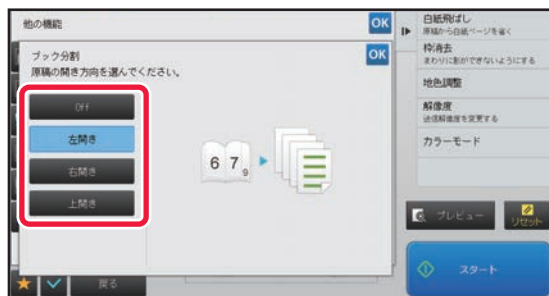 他の機能
OK
ブック分割
OK
原稿の開き方向を選んでください。
Off
左開き
右開き
上開き
6 7 9
戻る
白紙飛ばし
原稿から白紙ページを省く
枠消去
まわりに影ができないようにする
地色調整
解像度
送信解像度を変更する
カラーモード
プレビュー
リセット
スタート